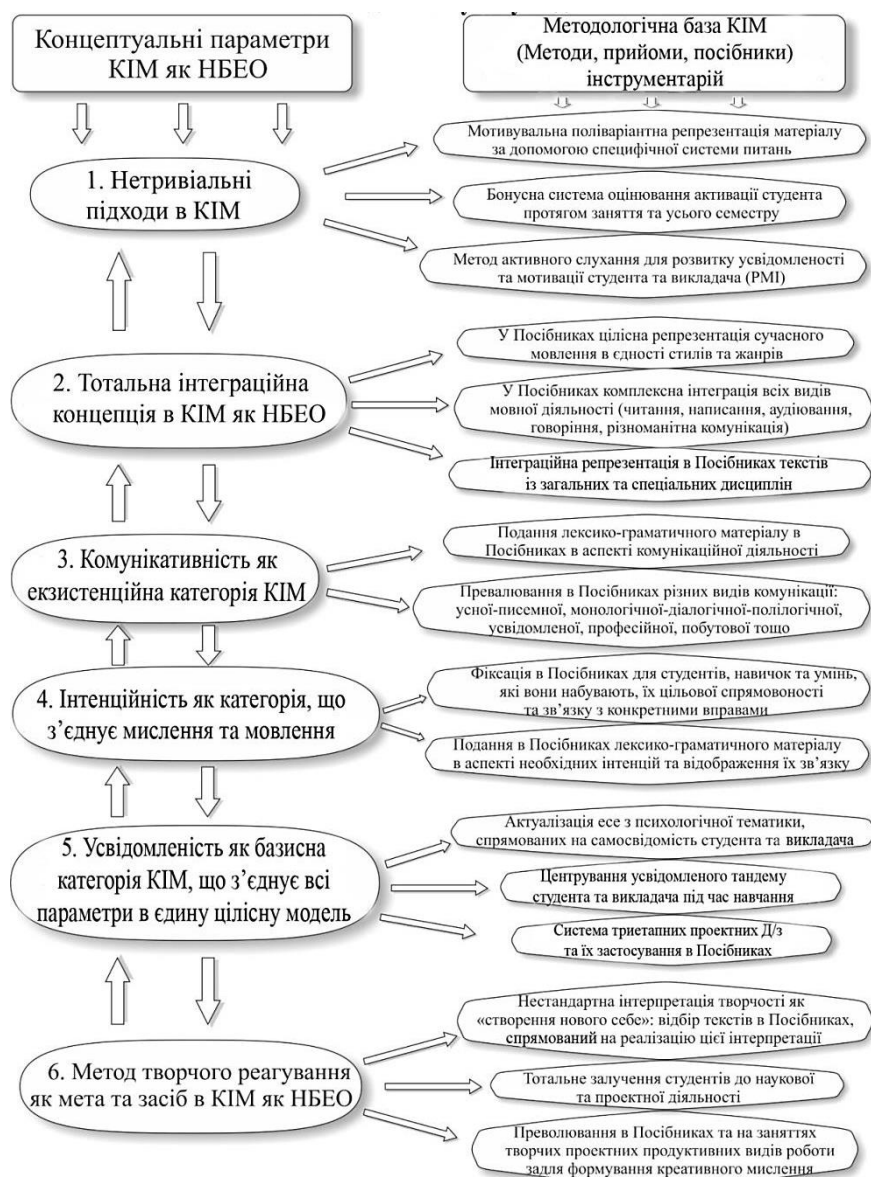 Концептуальні параметри
КІМ як НБЕО
Методологічна база КІМ
(Методи, прийоми, посібники)
інструментарій
1. Нетривіальні
підходи в КІМ
Мотивувальна поліваріантна репрезентація матеріалу
за допомогою специфічної системи питань
Бонусна система оцінювання активації студента
протягом заняття та усього семестру
Метод активного слухання для розвитку усвідомленості
та мотивації студента та викладача (РМІ)
2. Тотальна інтеграційна
концепція в КІМ як НБЕО
У Посібниках цілісна репрезентація сучасного
мовлення в єдності стилів та жанрів
У Посібниках комплексна інтеграція всіх видів
мовної діяльності (читання, написання, аудіювання,
говоріння, різноманітна комунікація)
Інтеграційна репрезентація в Посібниках текстів
із загальних та спеціальних дисциплін
3. Комунікативність як
екзистенційна категорія КІМ
Подання лексико-граматичного матеріалу в
Посібниках в аспекті комунікаційної діяльності
Превалювання в Посібниках різних видів комунікації:
усної-писемної, монологічної-діалогічної-полілогічної,
усвідомленої, професійної, побутової тощо
4. Інтенційність як категорія, що
з’єднує мислення та мовлення
Фіксація в Посібниках для студентів, навичок та умінь,
які вони набувають, їх цільової спрямовоності
та зв’язку з конкретними вправами
Подання в Посібниках лексико-граматичного матеріалу
в аспекті необхідних інтенцій та відображення їх зв’язку
5. Усвідомленість як базисна
категорія КІМ, що з’єднує всі
параметри в єдину цілісну модель
Актуалізація есе з психологічної тематики,
спрямованих на самосвідомість студента та викладача
Центрування усвідомленого тандему
студента та викладача під час навчання
Система триетапних проектних Д/з
та їх застосування в Посібниках
6. Метод творчого реагування
як мета та засіб в КІМ як НБЕО
Нестандартна інтерпретація творчості як
«створення нового себе»: відбір текстів в Посібниках,
спрямований на реалізацію цієї інтерпретації
Тотальне залучення студентів до наукової
та проектної діяльності
Преволювання в Посібниках та на заняттях
творчих проектних продуктивних видів роботи
задля формування креативного мислення